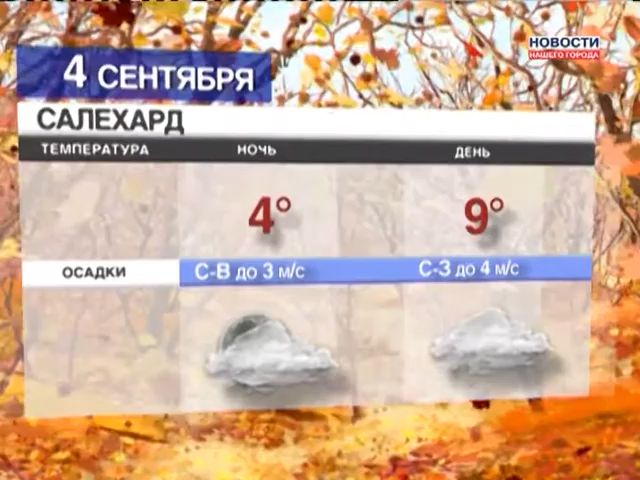 НОВОСТИ
НАШЕГО ГОРОДА
4 СЕНТЯБРЯ
САЛЕХАРД
ТЕМПЕРАТУРА НОЧЬ ДЕНЬ
4° 9°
ОСАДКИ С-В ДО 3 М/С С-З ДО 4 М/С